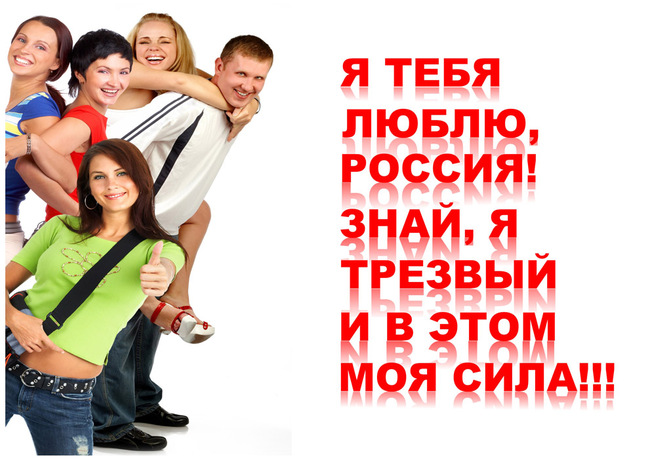 Я ТЕБЯ
ЛЮБЛЮ,
РОССИЯ!
ЗНАЙ, Я
ТРЕЗВЫЙ
И В ЭТОМ
МОЯ СИЛА!!!